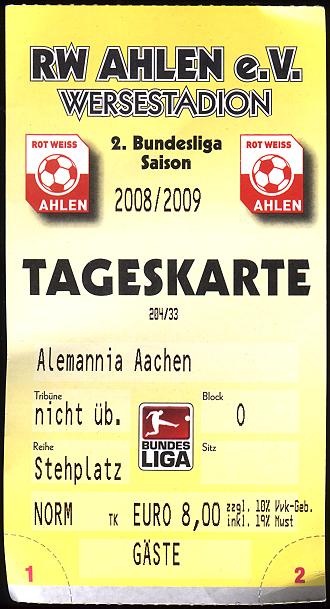 RW AHLEN e.V.
WERSESTADION
2. Bundesliga
Saison
2008/2009
ROT WEISS
AHLEN
ROT WEISS
AHLEN
TAGESKARTE
204/33
Alemannia Aachen
Tribüne
Block
nicht üb.
0
BUNDES
LIGA
Reihe
Sitz
Stehplatz
NORM TK EURO 8,00 zzgl. 10% Vvk-Geb.
inkl. 19% Mwst
GÄSTE
1
2